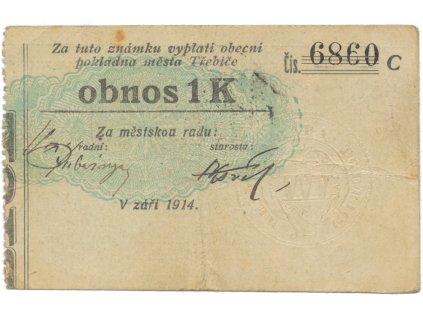 Za tuto známku vyplatí obecní
pokladna města Třebíče
Čís. 6860 C
obnos 1 K
Za městskou radu:
radní:
starosta:
V září 1914.